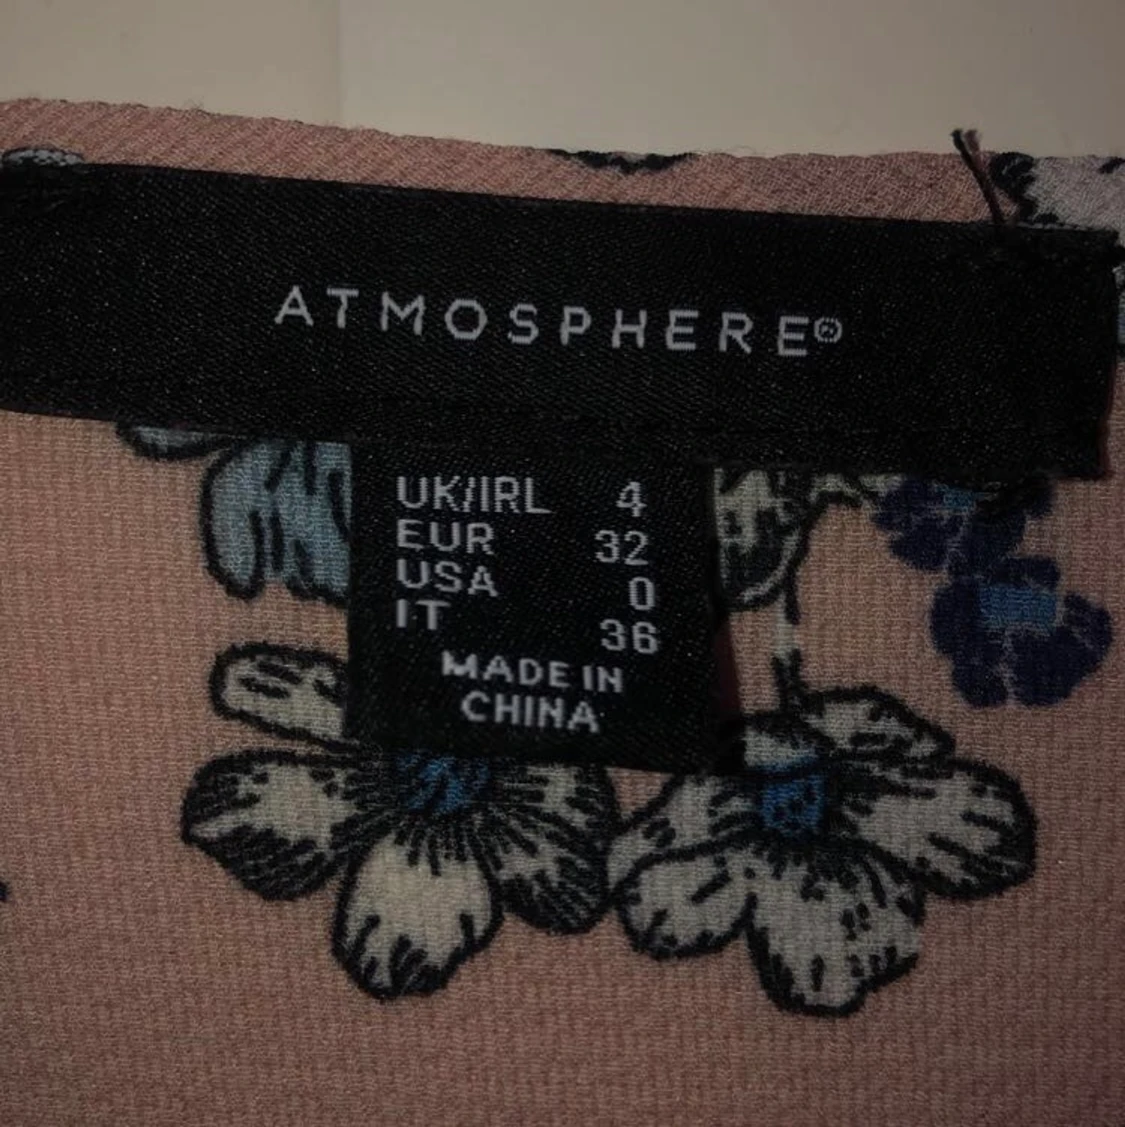 ATMOSPHERE®
UK/IRL 4
EUR 32
USA 0
IT 36
MADE IN
CHINA